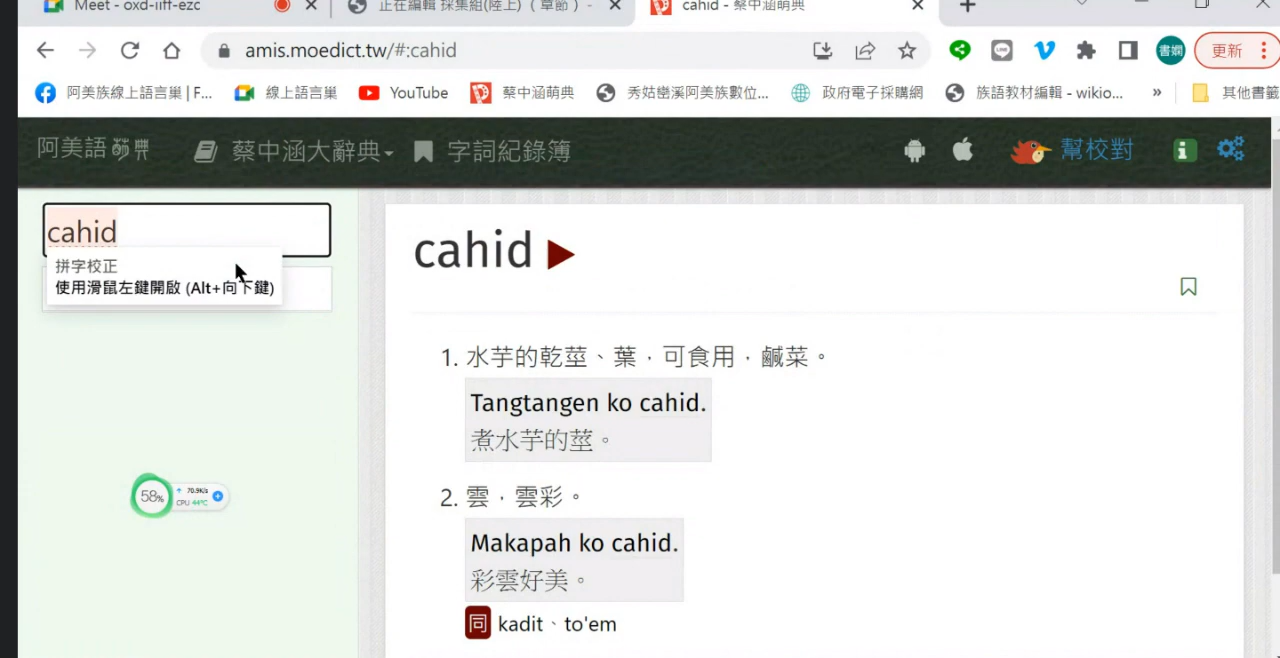 Meet - oxd-iiff-ezc
正在編輯 採集組(陸上)（章節）-
cahid - 蔡中涵萌典
amis.moedict.tw/#:cahid
書嫻
更新
阿美族線上語言巢 | F...
線上語言巢
YouTube
蔡中涵萌典
秀姑巒溪阿美族數位...
政府電子採購網
族語教材編輯 - wikio...
»
其他書籤
阿美語萌典
蔡中涵大辭典
字詞紀錄簿
幫校對
cahid
拼字校正
使用滑鼠左鍵開啟 (Alt+向下鍵)
58%
70.9K/s
CPU 44°C
cahid
1. 水芋的乾莖、葉，可食用，鹹菜。
Tangtangen ko cahid.
煮水芋的莖。
2. 雲，雲彩。
Makapah ko cahid.
彩雲好美。
同 kadit、to'em